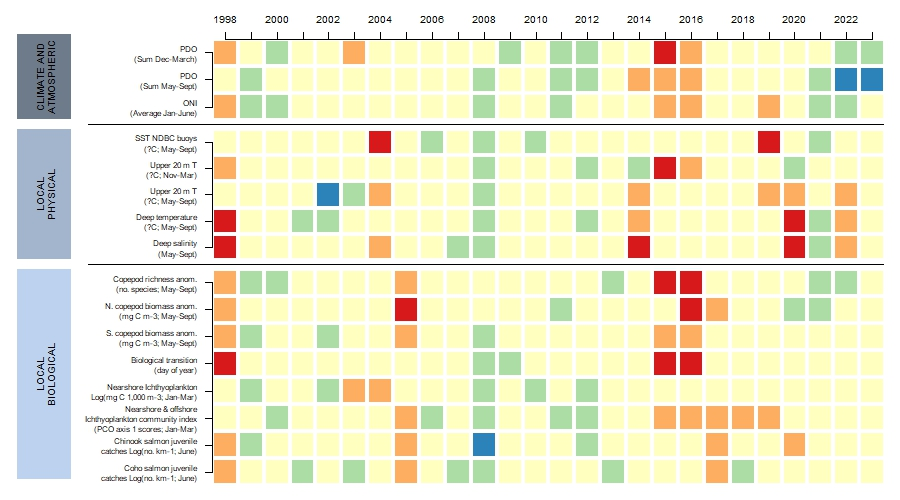 1998 2000 2002 2004 2006 2008 2010 2012 2014 2016 2018 2020 2022
CLIMATE AND
ATMOSPHERIC
PDO
(Sum Dec-March)
PDO
(Sum May-Sept)
ONI
(Average Jan-June)
LOCAL
PHYSICAL
SST NDBC buoys
(?C; May-Sept)
Upper 20 m T
(?C; Nov-Mar)
Upper 20 m T
(?C; May-Sept)
Deep temperature
(?C; May-Sept)
Deep salinity
(May-Sept)
LOCAL
BIOLOGICAL
Copepod richness anom.
(no. species; May-Sept)
N. copepod biomass anom.
(mg C m-3; May-Sept)
S. copepod biomass anom.
(mg C m-3; May-Sept)
Biological transition
(day of year)
Nearshore Ichthyoplankton
Log(mg C 1,000 m-3; Jan-Mar)
Nearshore & offshore
Ichthyoplankton community index
(PCO axis 1 scores; Jan-Mar)
Chinook salmon juvenile
catches Log(no. km-1; June)
Coho salmon juvenile
catches Log(no. km-1; June)